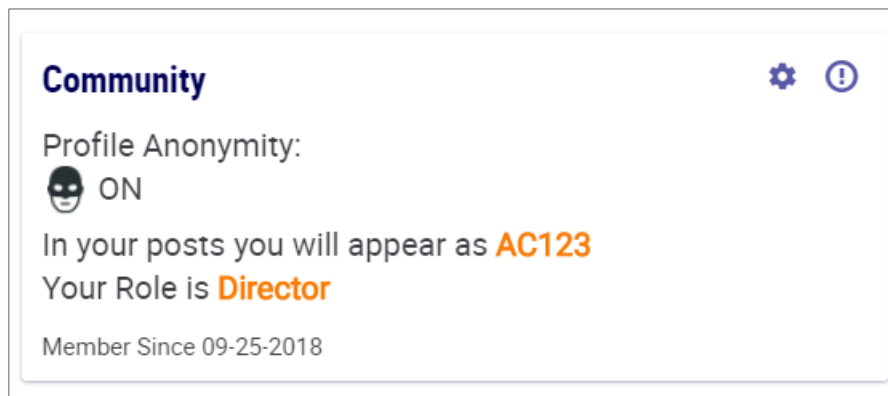 Community
Profile Anonymity:
ON
In your posts you will appear as AC123
Your Role is Director
Member Since 09-25-2018